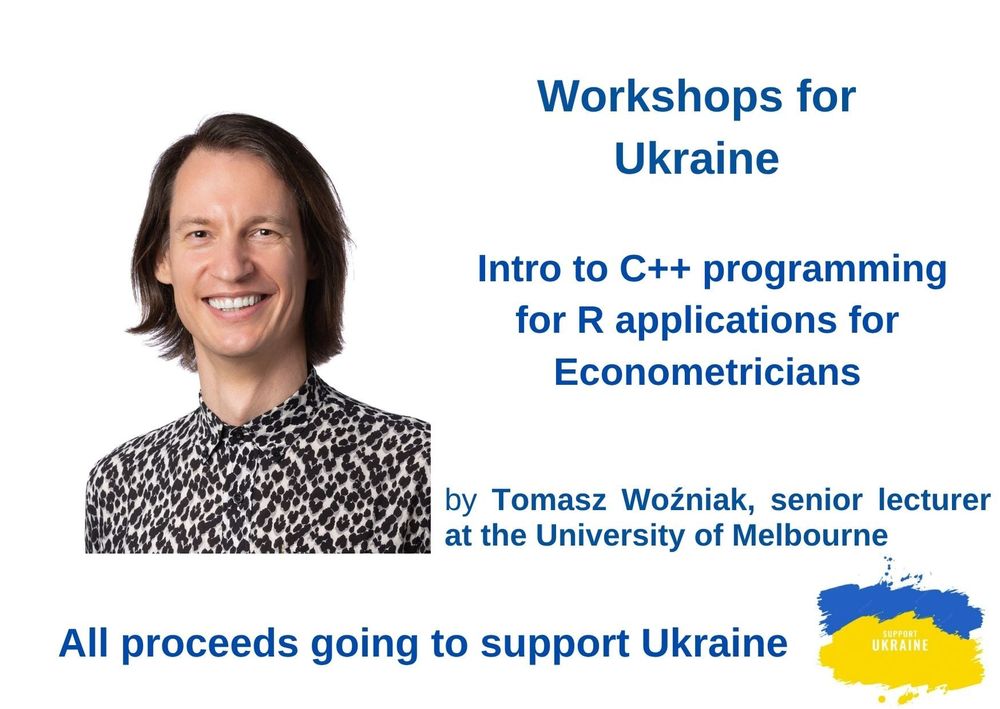 Workshops for
Ukraine
Intro to C++ programming
for R applications for
Econometricians
by Tomasz Woźniak, senior lecturer
at the University of Melbourne
All proceeds going to support Ukraine
SUPPORT
UKRAINE